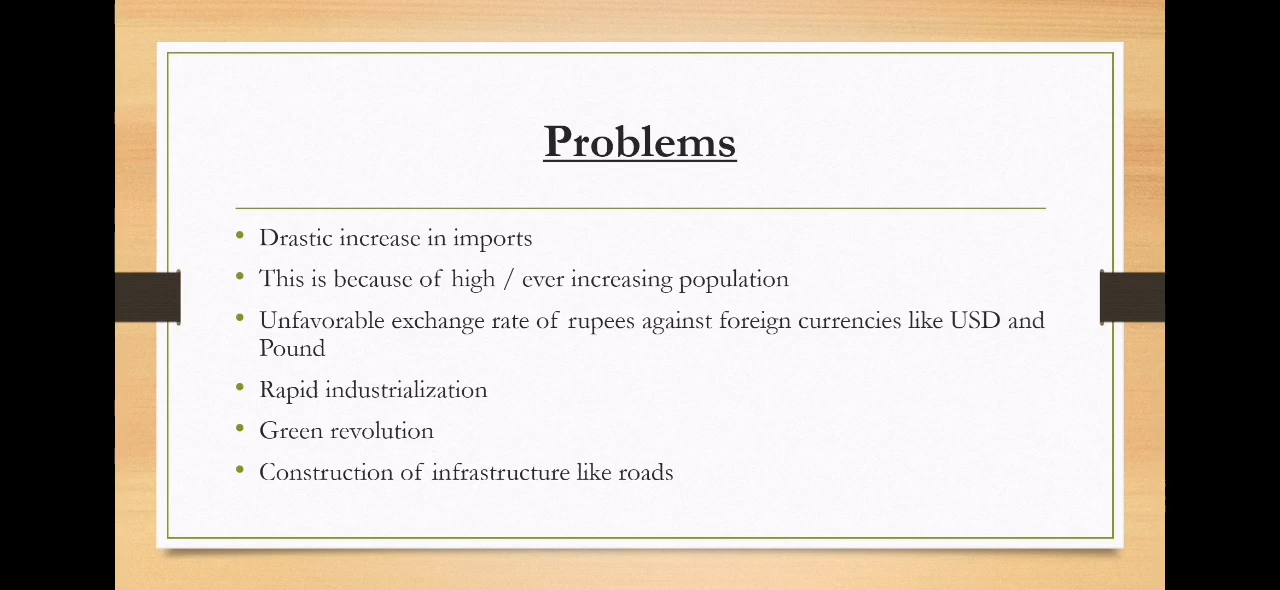 Problems
• Drastic increase in imports
• This is because of high / ever increasing population
• Unfavorable exchange rate of rupees against foreign currencies like USD and
Pound
• Rapid industrialization
• Green revolution
• Construction of infrastructure like roads